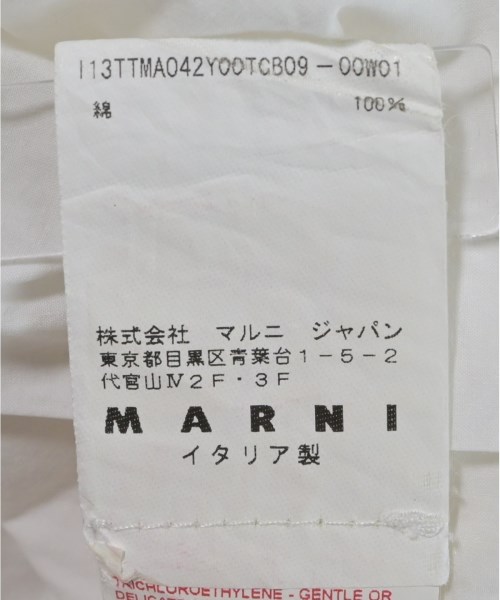 I13TTMA042Y00TCB09-00W01
綿 100%
株式会社 マルニ ジャパン
東京都目黒区青葉台1-5-2
代官山Ⅳ2F・3F
MARNI
イタリア製
TRICHLOROETHYLENE - GENTLE OR